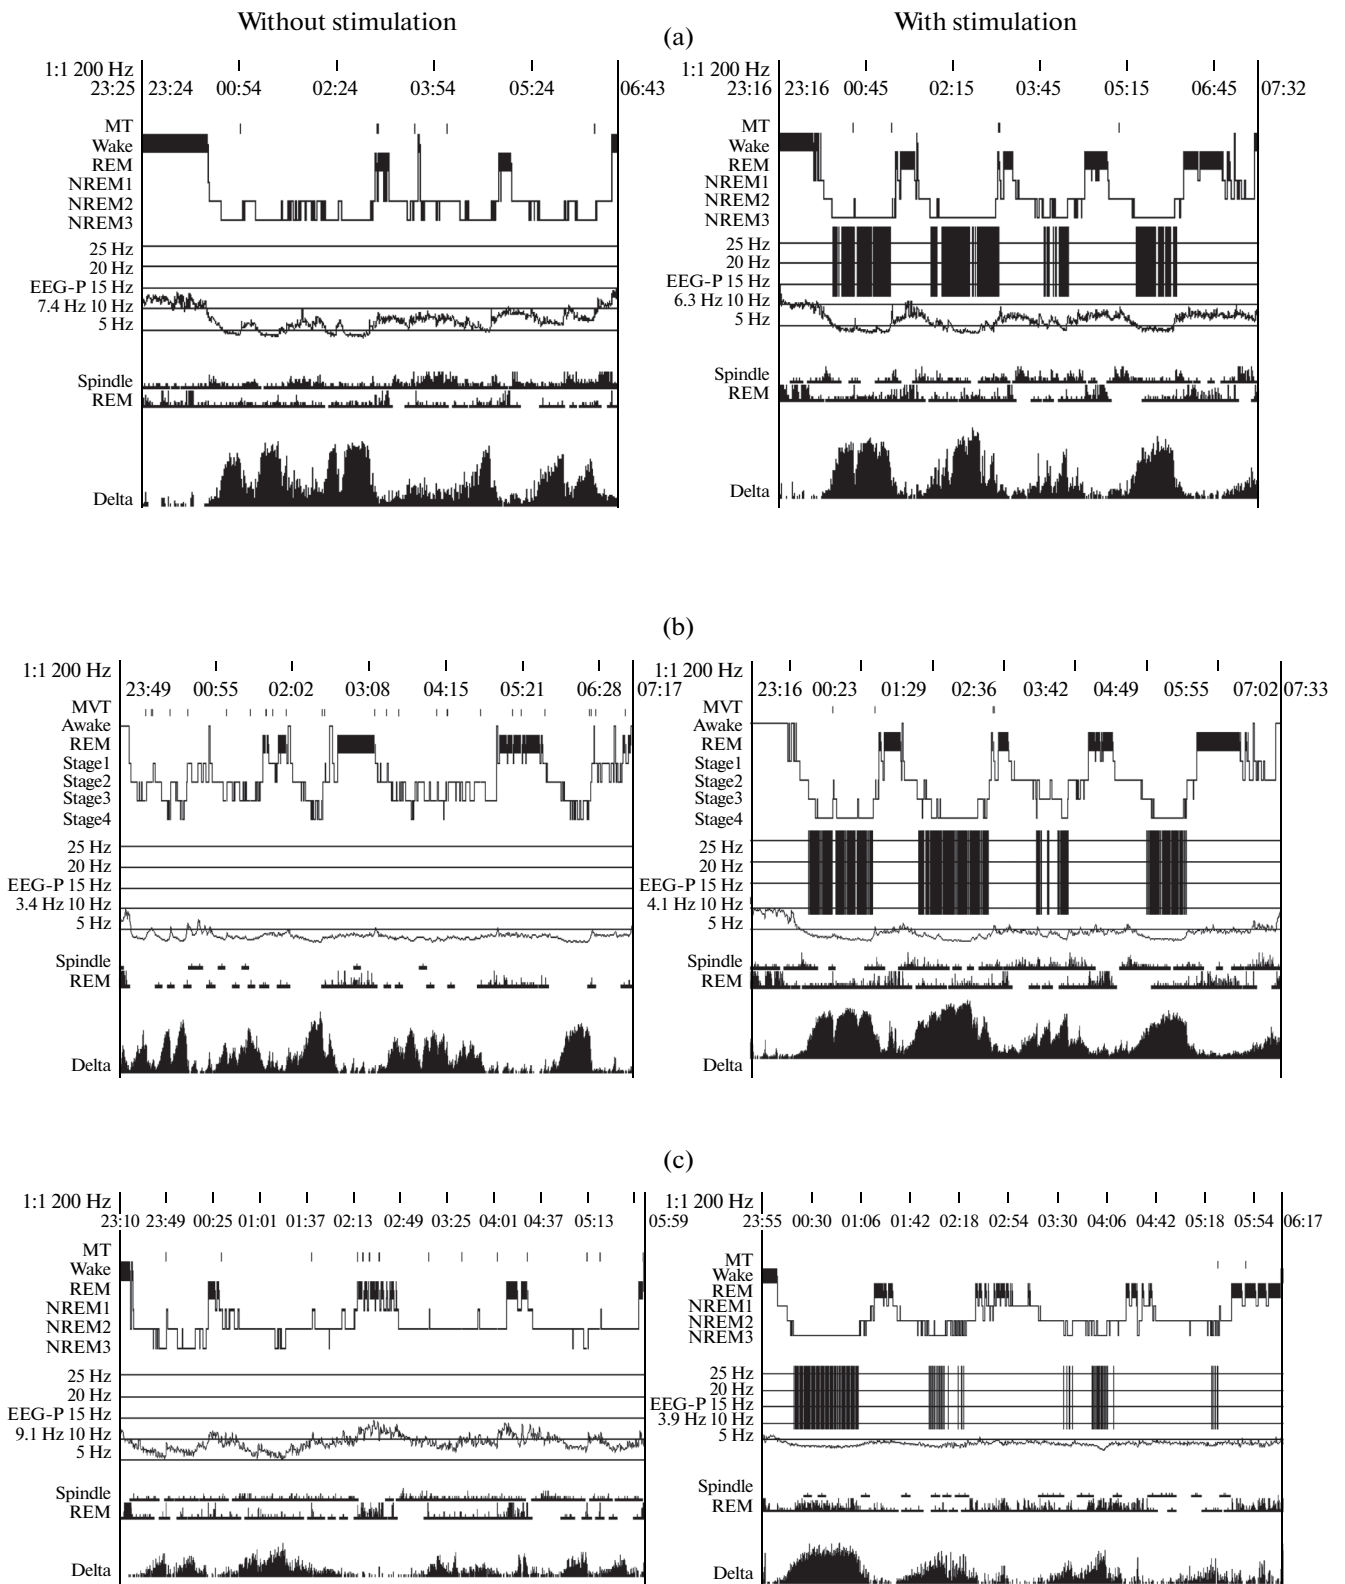 Without stimulation
With stimulation
(a)
1:1 200 Hz
23:25 23:24 00:54 02:24 03:54 05:24 06:43
MT
Wake
REM
NREM1
NREM2
NREM3
25 Hz
20 Hz
EEG-P 15 Hz
7.4 Hz 10 Hz
5 Hz
Spindle
REM
Delta
1:1 200 Hz
23:16 23:16 00:45 02:15 03:45 05:15 06:45 07:32
MT
Wake
REM
NREM1
NREM2
NREM3
25 Hz
20 Hz
EEG-P 15 Hz
6.3 Hz 10 Hz
5 Hz
Spindle
REM
Delta
(b)
1:1 200 Hz
23:49 00:55 02:02 03:08 04:15 05:21 06:28 07:17
MVT
Awake
REM
Stage1
Stage2
Stage3
Stage4
25 Hz
20 Hz
EEG-P 15 Hz
3.4 Hz 10 Hz
5 Hz
Spindle
REM
Delta
1:1 200 Hz
23:16 00:23 01:29 02:36 03:42 04:49 05:55 07:02 07:33
MVT
Awake
REM
Stage1
Stage2
Stage3
Stage4
25 Hz
20 Hz
EEG-P 15 Hz
4.1 Hz 10 Hz
5 Hz
Spindle
REM
Delta
(c)
1:1 200 Hz
23:10 23:49 00:25 01:01 01:37 02:13 02:49 03:25 04:01 04:37 05:13 05:59
MT
Wake
REM
NREM1
NREM2
NREM3
25 Hz
20 Hz
EEG-P 15 Hz
9.1 Hz 10 Hz
5 Hz
Spindle
REM
Delta
1:1 200 Hz
23:55 00:30 01:06 01:42 02:18 02:54 03:30 04:06 04:42 05:18 05:54 06:17
MT
Wake
REM
NREM1
NREM2
NREM3
25 Hz
20 Hz
EEG-P 15 Hz
3.9 Hz 10 Hz
5 Hz
Spindle
REM
Delta